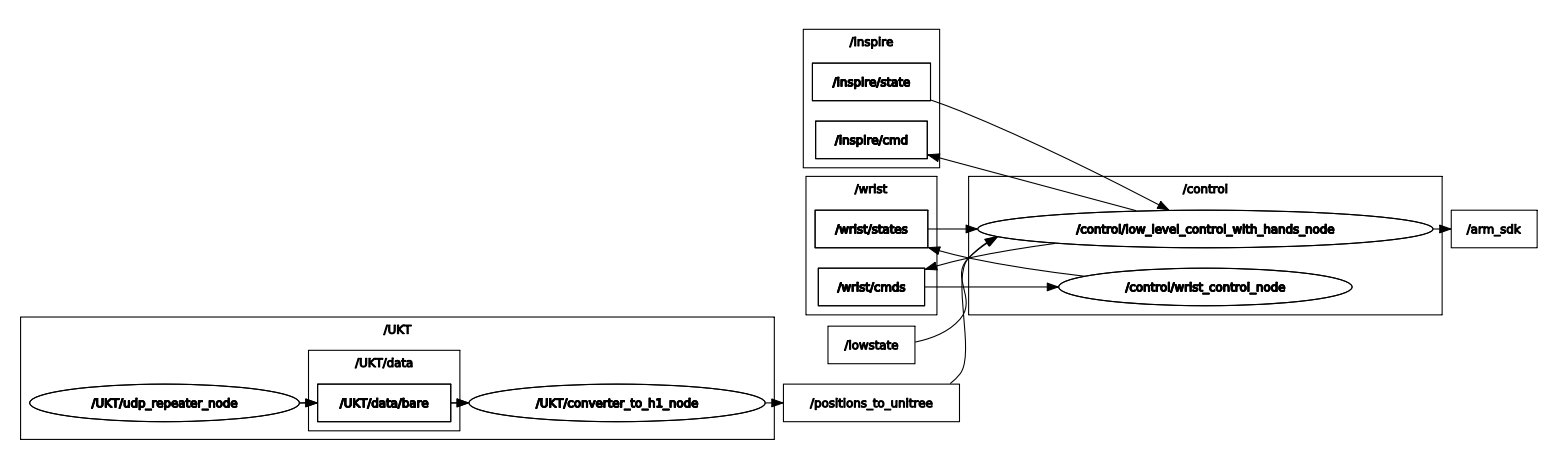 /inspire
/inspire/state
/inspire/cmd
/wrist
/wrist/states
/wrist/cmds
/control
/control/low_level_control_with_hands_node
/control/wrist_control_node
/arm_sdk
/lowstate
/UKT
/UKT/data
/UKT/udp_repeater_node
/UKT/data/bare
/UKT/converter_to_h1_node
/positions_to_unitree